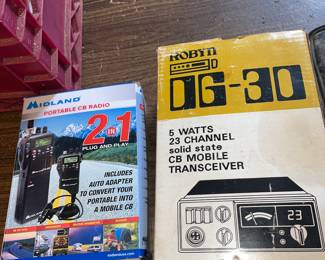 MIDLAND
PORTABLE CB RADIO
2 IN 1
PLUG AND PLAY
INCLUDES
AUTO ADAPTER
TO CONVERT YOUR
PORTABLE INTO
A MOBILE CB
ROBYN
DG-30
5 WATTS
23 CHANNEL
solid state
CB MOBILE
TRANSCEIVER
23